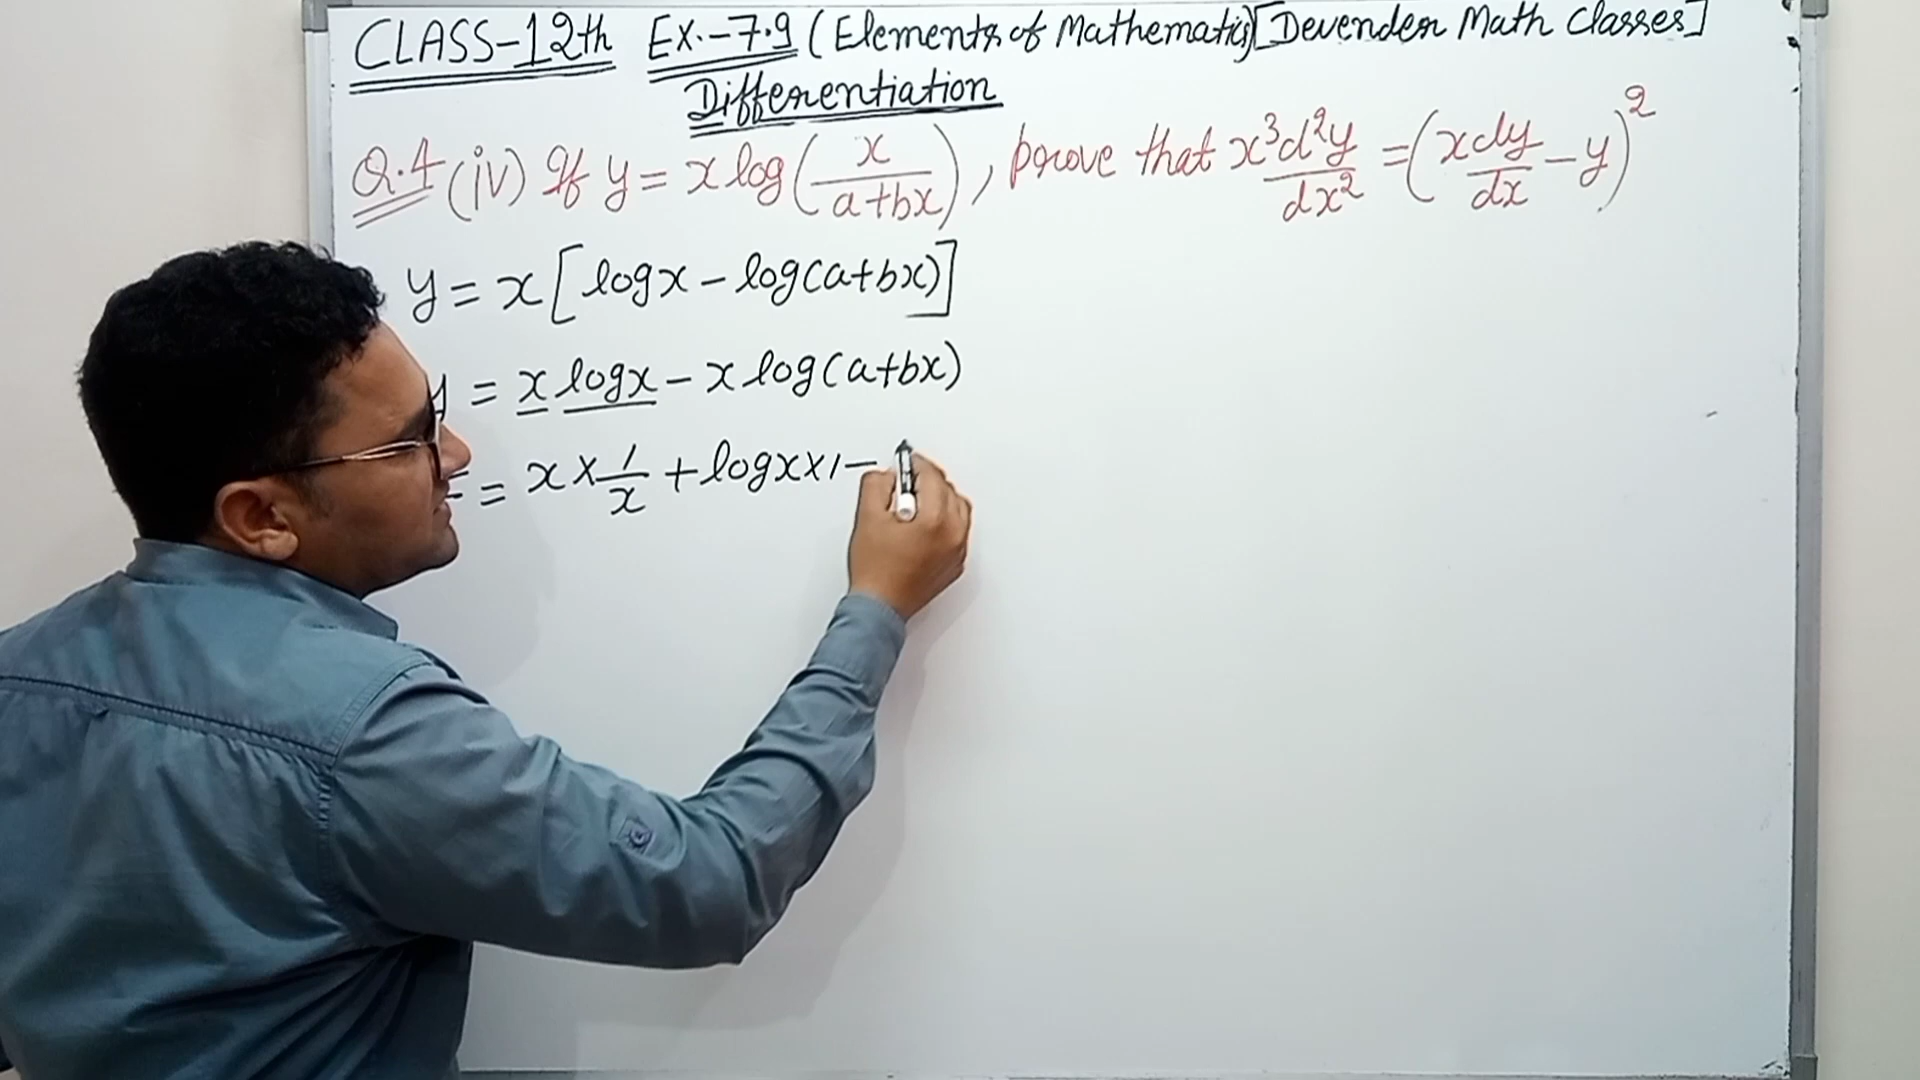 CLASS-12th Ex.-7.9 (Elements of Mathematics) [Devender Math Classes]
Differentiation
Q.4 (iv) If y = x log(x/(a+bx)), prove that x³ d²y/dx² = (x dy/dx - y)²
y = x [log x - log(a+bx)]
y = x log x - x log(a+bx)
= x × 1/x + log x × 1 -